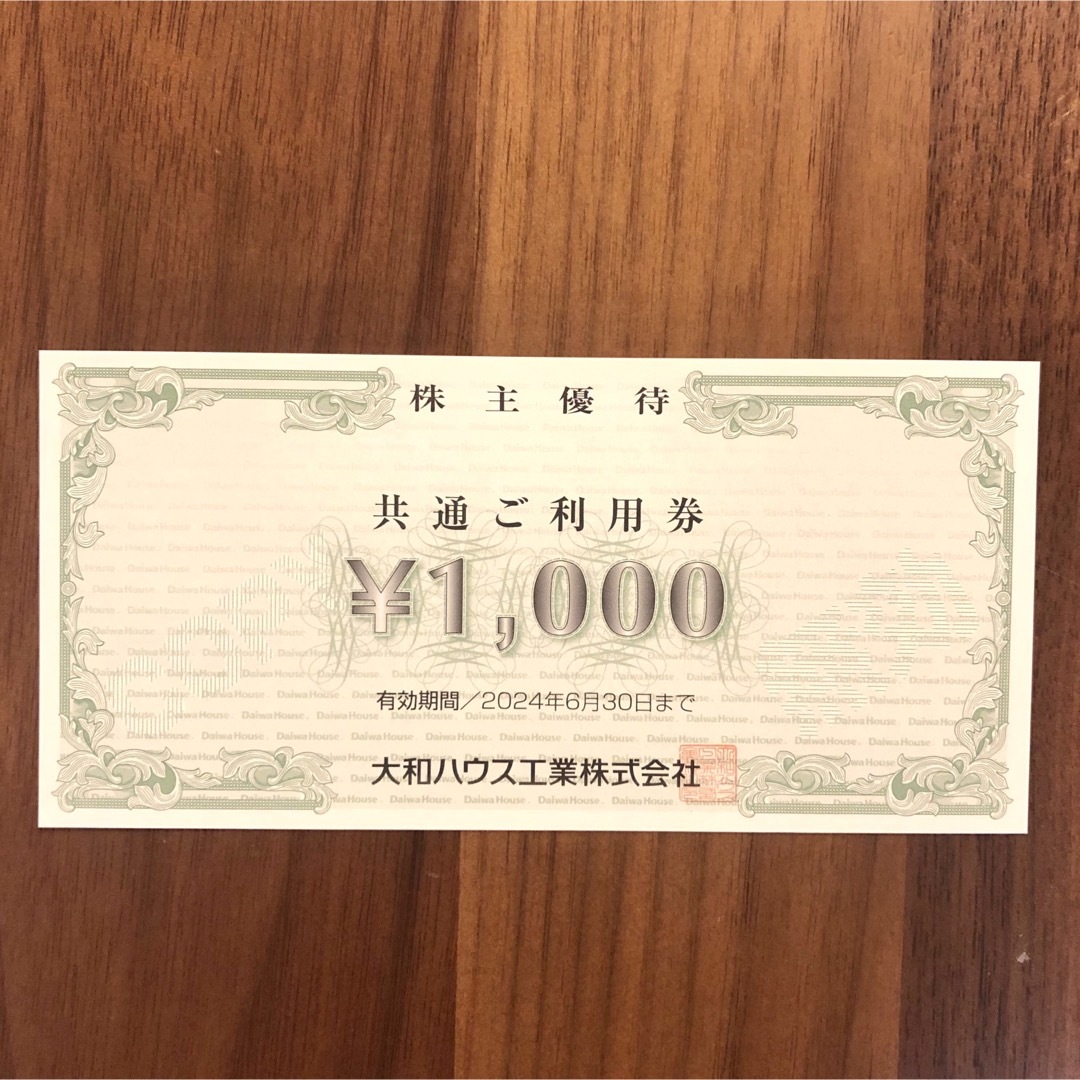 株主優待
共通ご利用券
¥1,000
有効期間／2024年6月30日まで
大和ハウス工業株式会社
Daiwa House®